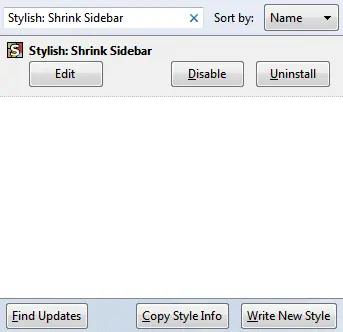 Stylish: Shrink Sidebar Sort by: Name
Stylish: Shrink Sidebar
Edit Disable Uninstall
Find Updates Copy Style Info Write New Style